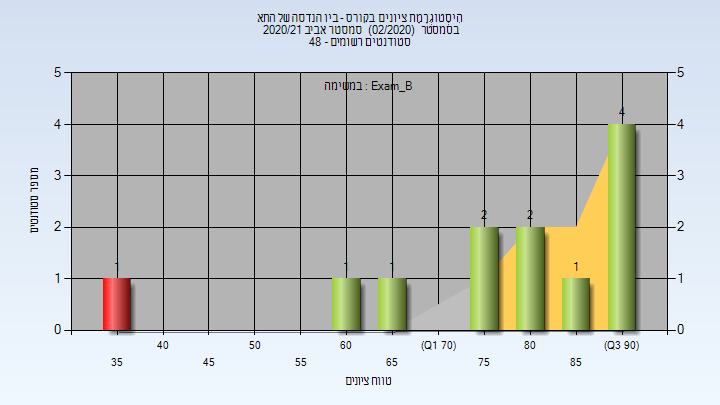 היסטוגרמת ציונים בקורס - ביו הנדסה של התא
בסמסטר (02/2020) סמסטר אביב 2020/21
סטודנטים רשומים - 48
במשימה : Exam_B
5 5
4 4
3 3
2 2
1 1
0 0
מספר סטודנטים
1 1 1 2 2 1 4
40 50 60 (Q1 70) 80 (Q3 90)
35 45 55 65 75 85
טווח ציונים